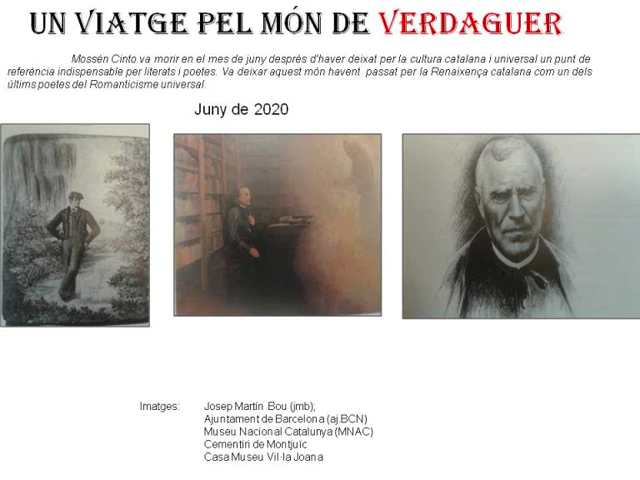 UN VIATGE PEL MÓN DE VERDAGUER
Mossén Cinto va morir en el mes de juny desprès d'haver deixat per la cultura catalana i universal un punt de
referència indispensable per literats i poetes. Va deixar aquest món havent passat per la Renaixença catalana com un dels
últims poetes del Romanticisme universal.
Juny de 2020
Imatges: Josep Martín Bou (jmb);
Ajuntament de Barcelona (aj.BCN)
Museu Nacional Catalunya (MNAC)
Cementiri de Montjuïc
Casa Museu Vil·la Joana